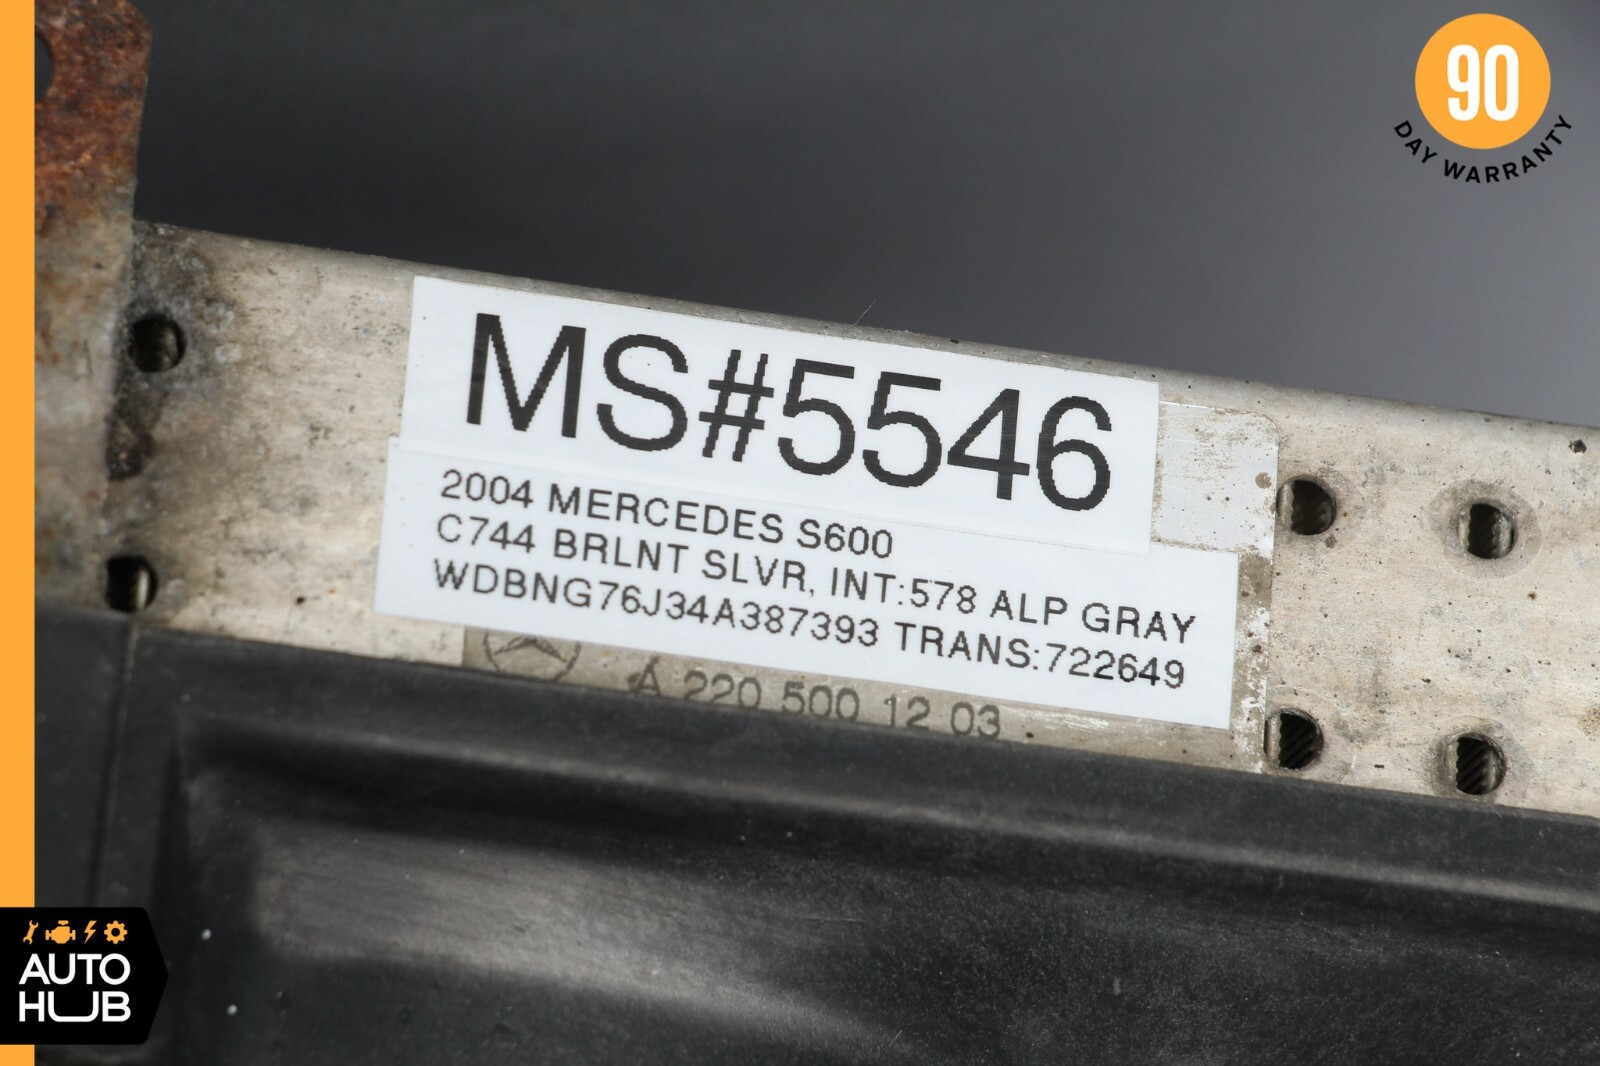 90
DAY WARRANTY
MS#5546
2004 MERCEDES S600
C744 BRLNT SLVR, INT:578 ALP GRAY
WDBNG76J34A387393 TRANS:722649
A 220 500 12 03
AUTO
HUB